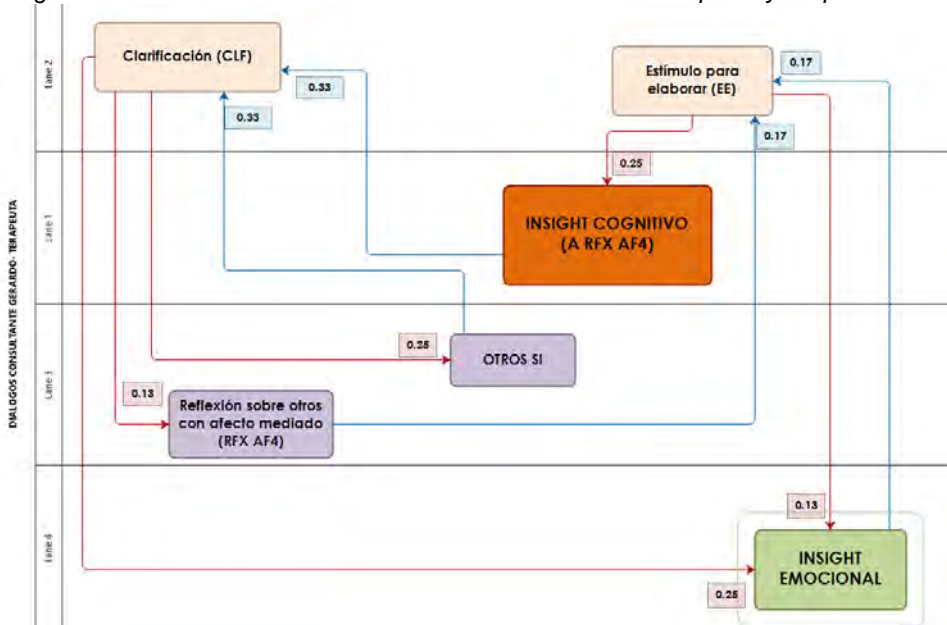 Clarificación (CLF)
Estímulo para
elaborar (EE)
0.17
0.33
0.33
0.17
0.25
INSIGHT COGNITIVO
(A RFX AF4)
0.25
OTROS SI
0.13
Reflexión sobre otros
con afecto mediado
(RFX AF4)
0.13
INSIGHT
EMOCIONAL
0.25
DIALOGOS CONSULTANTE GERARDO- TERAPEUTA
Lane 2
Lane 1
Lane 3
Lane 4